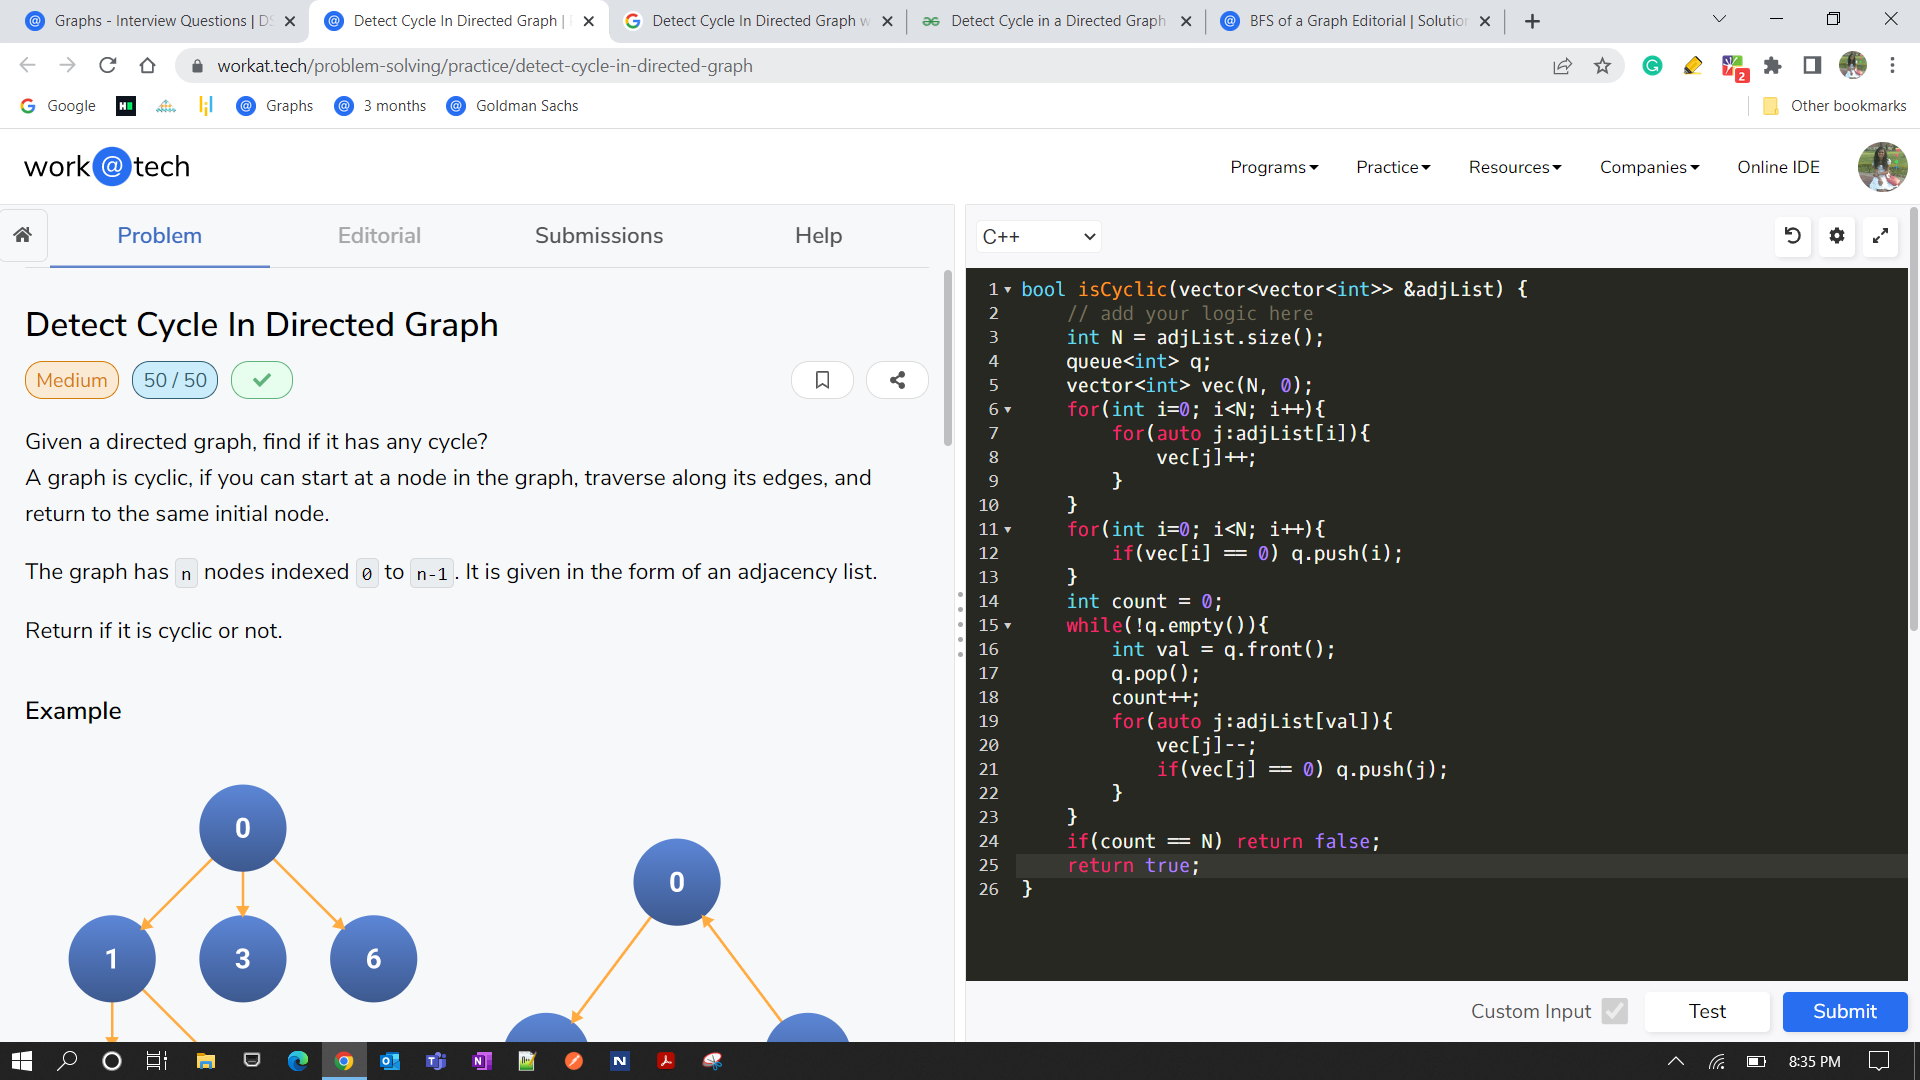 Graphs - Interview Questions | DS
Detect Cycle In Directed Graph |
Detect Cycle In Directed Graph w
Detect Cycle in a Directed Graph
BFS of a Graph Editorial | Solution
workat.tech/problem-solving/practice/detect-cycle-in-directed-graph
2
Google
Graphs
3 months
Goldman Sachs
Other bookmarks
work@tech
Programs
Practice
Resources
Companies
Online IDE
Problem
Editorial
Submissions
Help
C++
Detect Cycle In Directed Graph
Medium
50 / 50
Given a directed graph, find if it has any cycle?
A graph is cyclic, if you can start at a node in the graph, traverse along its edges, and
return to the same initial node.
The graph has n nodes indexed 0 to n-1. It is given in the form of an adjacency list.
Return if it is cyclic or not.
Example
0
1
3
6
0
1 bool isCyclic(vector<vector<int>> &adjList) {
2 // add your logic here
3 int N = adjList.size();
4 queue<int> q;
5 vector<int> vec(N, 0);
6 for(int i=0; i<N; i++){
7 for(auto j:adjList[i]){
8 vec[j]++;
9 }
10 }
11 for(int i=0; i<N; i++){
12 if(vec[i] == 0) q.push(i);
13 }
14 int count = 0;
15 while(!q.empty()){
16 int val = q.front();
17 q.pop();
18 count++;
19 for(auto j:adjList[val]){
20 vec[j]--;
21 if(vec[j] == 0) q.push(j);
22 }
23 }
24 if(count == N) return false;
25 return true;
26 }
Custom Input
Test
Submit
8:35 PM